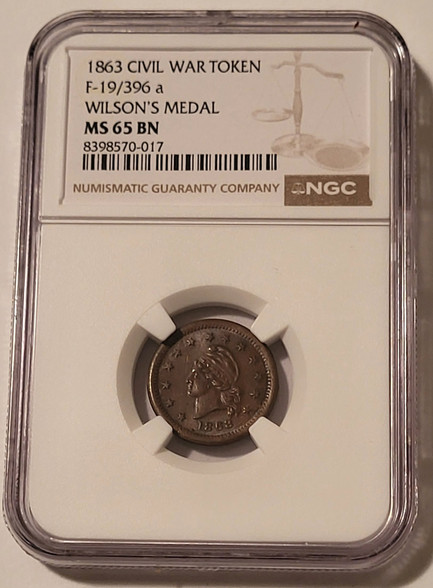 1863 CIVIL WAR TOKEN
F-19/396 a
WILSON'S MEDAL
MS 65 BN
8398570-017
NUMISMATIC GUARANTY COMPANY NGC
1863